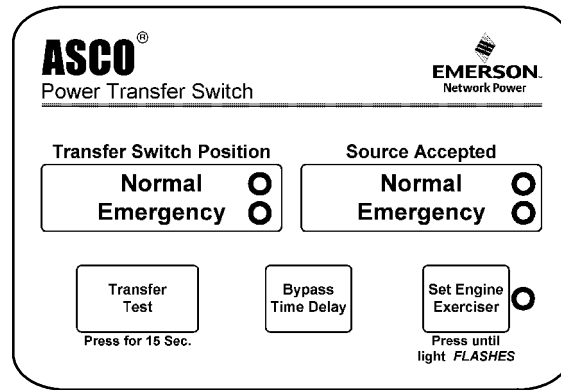 ASCO®
Power Transfer Switch
EMERSON™
Network Power
Transfer Switch Position
Normal
Emergency
Source Accepted
Normal
Emergency
Transfer
Test
Press for 15 Sec.
Bypass
Time Delay
Set Engine
Exerciser
Press until
light FLASHES